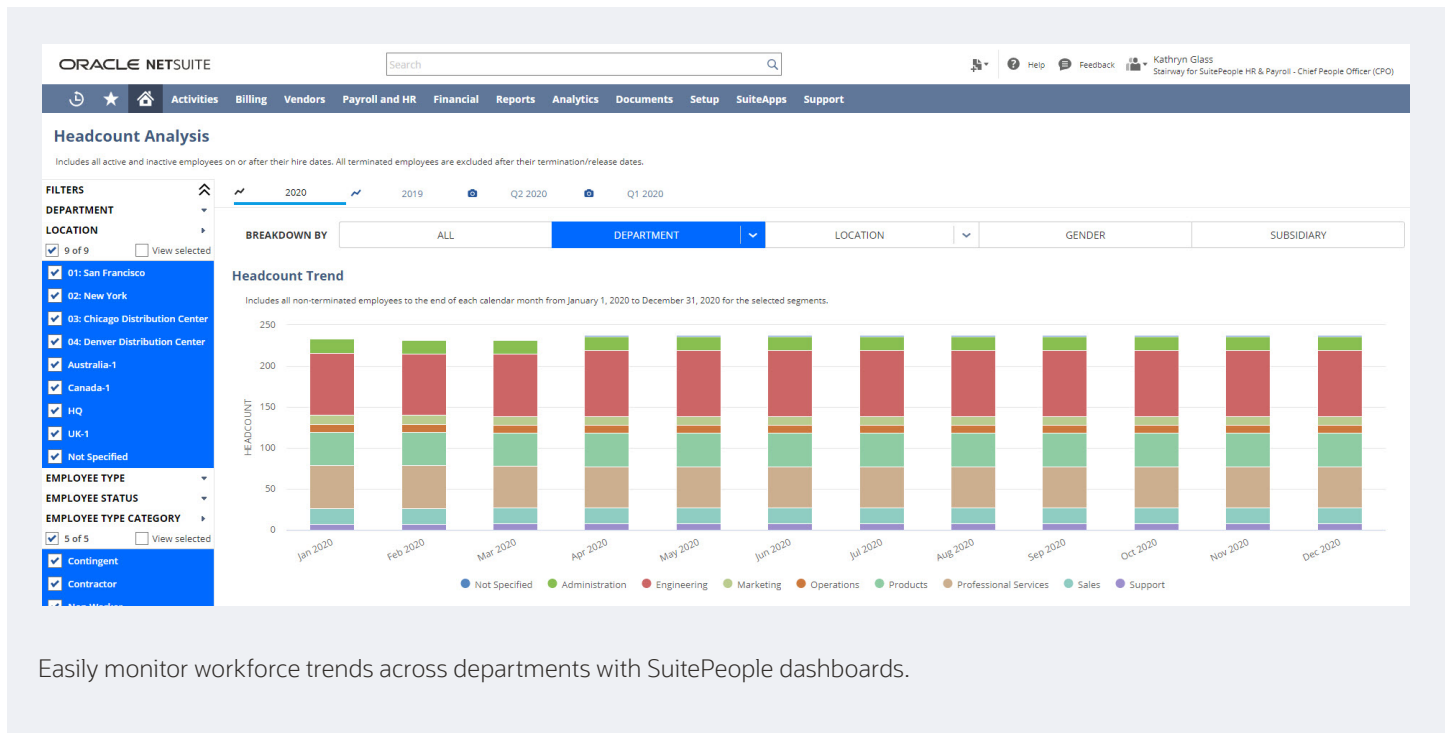 ORACLE NETSUITE
Search
Help
Feedback
Kathryn Glass
Stairway for SuitePeople HR & Payroll - Chief People Officer (CPO)
Activities Billing Vendors Payroll and HR Financial Reports Analytics Documents Setup SuiteApps Support
Headcount Analysis
Includes all active and inactive employees on or after their hire dates. All terminated employees are excluded after their termination/release dates.
FILTERS
DEPARTMENT
LOCATION
9 of 9 View selected
01: San Francisco
02: New York
03: Chicago Distribution Center
04: Denver Distribution Center
Australia-1
Canada-1
HQ
UK-1
Not Specified
EMPLOYEE TYPE
EMPLOYEE STATUS
EMPLOYEE TYPE CATEGORY
5 of 5 View selected
Contingent
Contractor
2020 2019 Q2 2020 Q1 2020
BREAKDOWN BY ALL DEPARTMENT LOCATION GENDER SUBSIDIARY
Headcount Trend
Includes all non-terminated employees to the end of each calendar month from January 1, 2020 to December 31, 2020 for the selected segments.
HEADCOUNT
250
200
150
100
50
0
Jan 2020 Feb 2020 Mar 2020 Apr 2020 May 2020 Jun 2020 Jul 2020 Aug 2020 Sep 2020 Oct 2020 Nov 2020 Dec 2020
Not Specified Administration Engineering Marketing Operations Products Professional Services Sales Support
Easily monitor workforce trends across departments with SuitePeople dashboards.